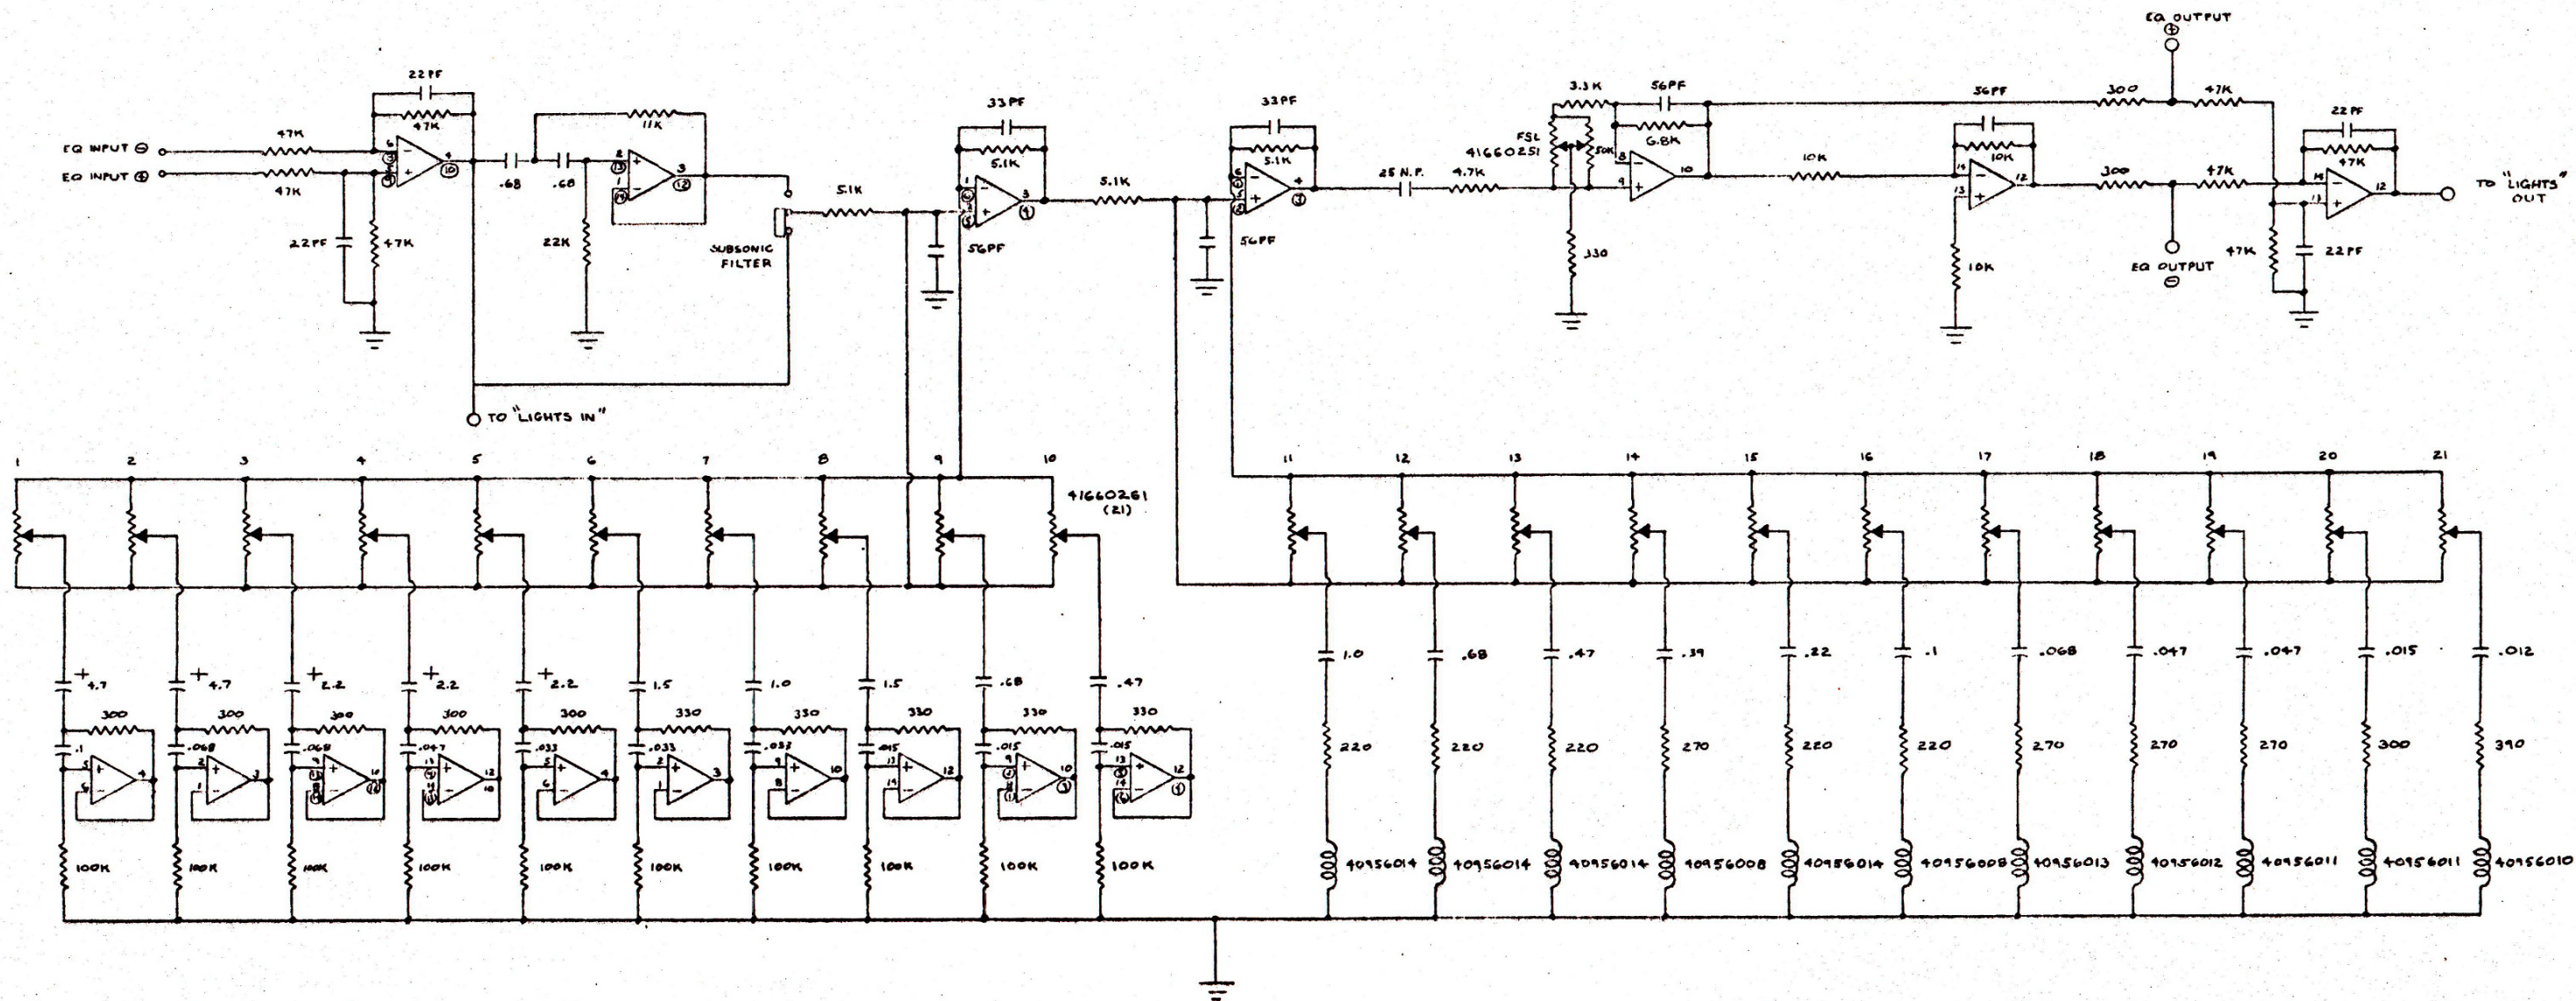 EQ OUTPUT
⊕
22 PF
47K
EQ INPUT ⊖
47K
EQ INPUT ⊕
47K
22PF
47K
.68
.68
11K
22K
SUBSONIC
FILTER
TO "LIGHTS IN"
5.1K
33PF
5.1K
56PF
5.1K
33PF
5.1K
56PF
25 N.P.
4.7K
3.3K
56PF
FSL
41660251
50K
6.8K
330
10K
56PF
10K
10K
300
47K
300
47K
EQ OUTPUT
⊖
22PF
47K
47K
22PF
TO "LIGHTS"
OUT
1 2 3 4 5 6 7 8 9 10
41660261
(21)
11 12 13 14 15 16 17 18 19 20 21
+ 4.7 + 4.7 + 2.2 + 2.2 + 2.2 1.5 1.0 1.5 .68 .47
300 300 300 300 300 330 330 330 330 330
.1 .068 .068 .047 .033 .033 .033 .015 .015 .015
100K 100K 100K 100K 100K 100K 100K 100K 100K 100K
1.0 .68 .47 .39 .22 .1 .068 .047 .047 .015 .012
220 220 220 270 220 220 270 270 270 300 390
40956014 40956014 40956014 40956008 40956014 40956008 40956013 40956012 40956011 40956011 40956010